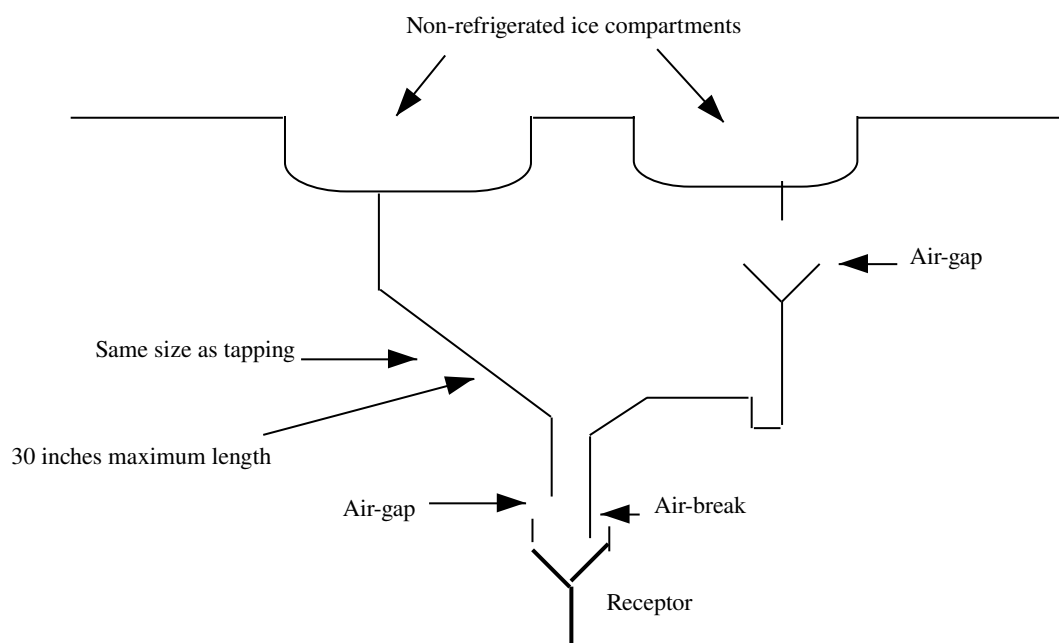 Non-refrigerated ice compartments
Air-gap
Same size as tapping
30 inches maximum length
Air-gap
Air-break
Receptor